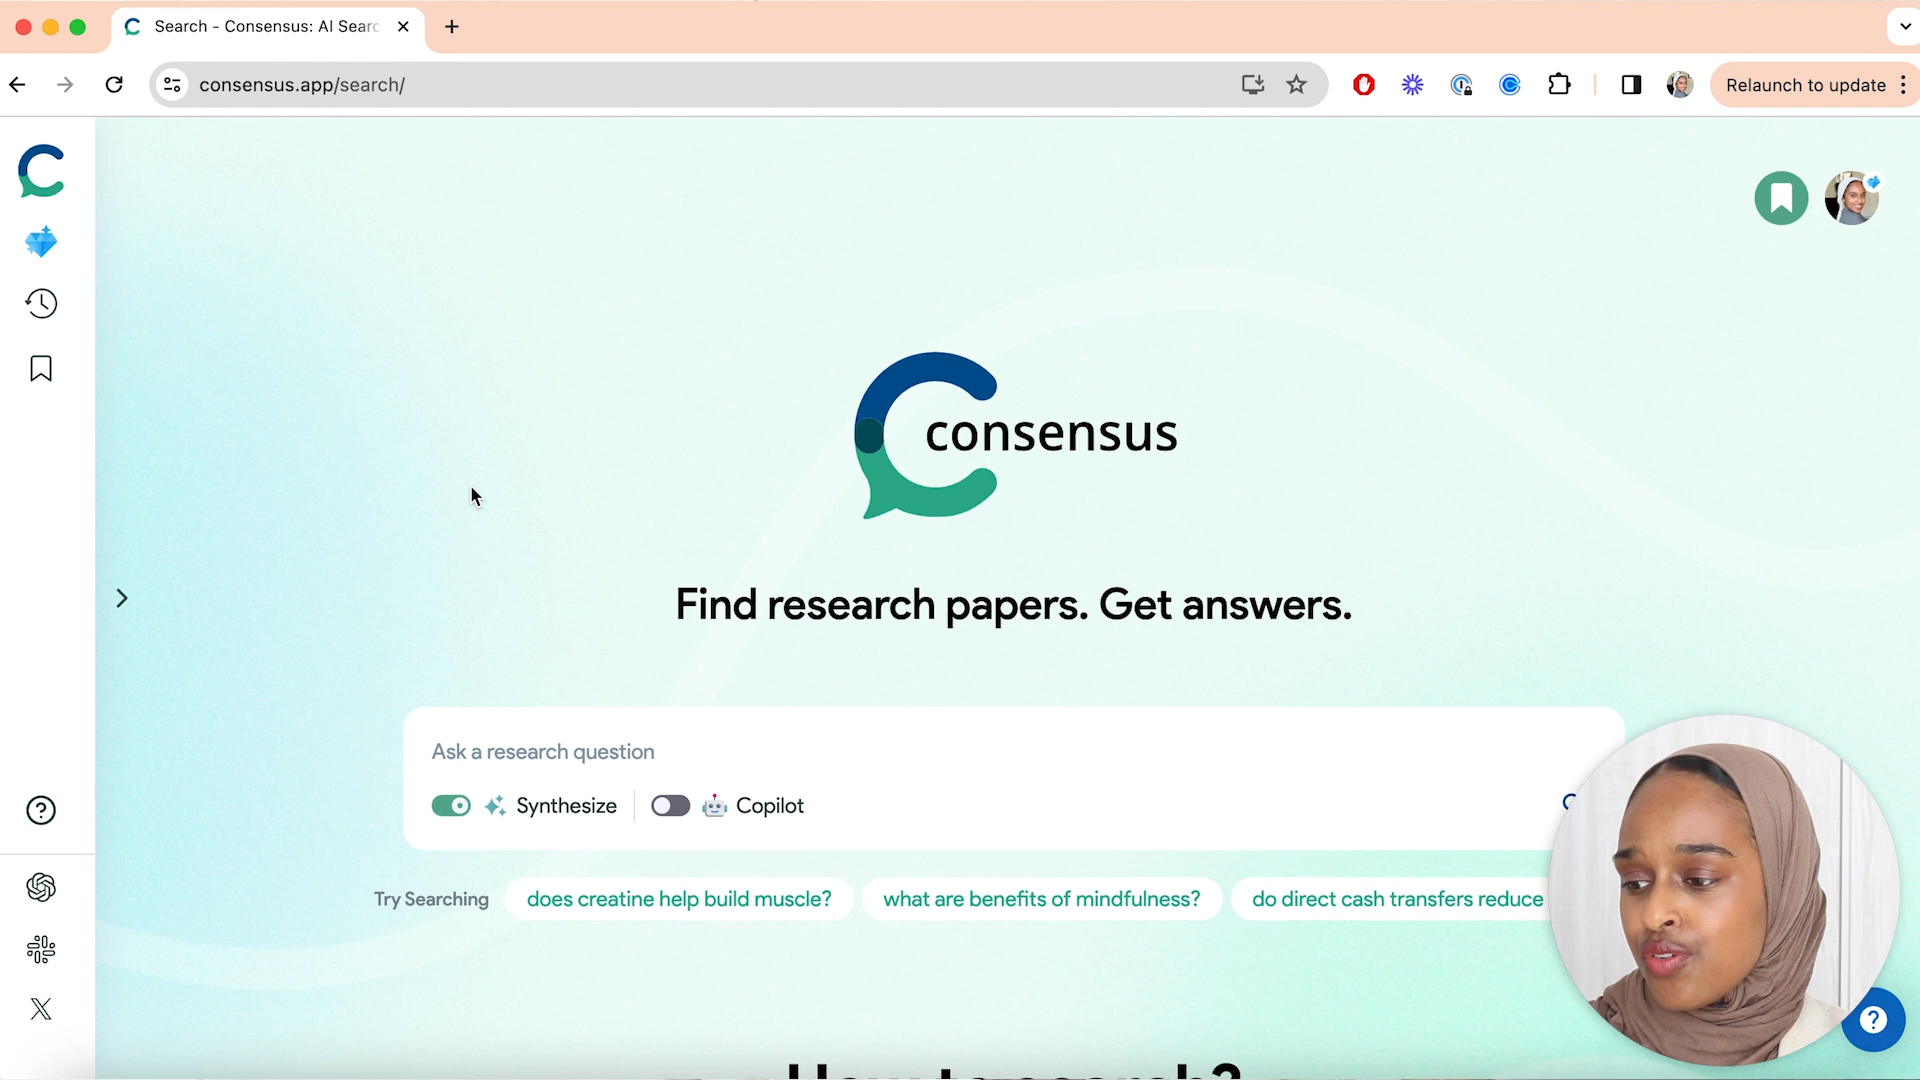 Search - Consensus: AI Searc
consensus.app/search/
Relaunch to update
consensus
Find research papers. Get answers.
Ask a research question
Synthesize
Copilot
Try Searching
does creatine help build muscle?
what are benefits of mindfulness?
do direct cash transfers reduce